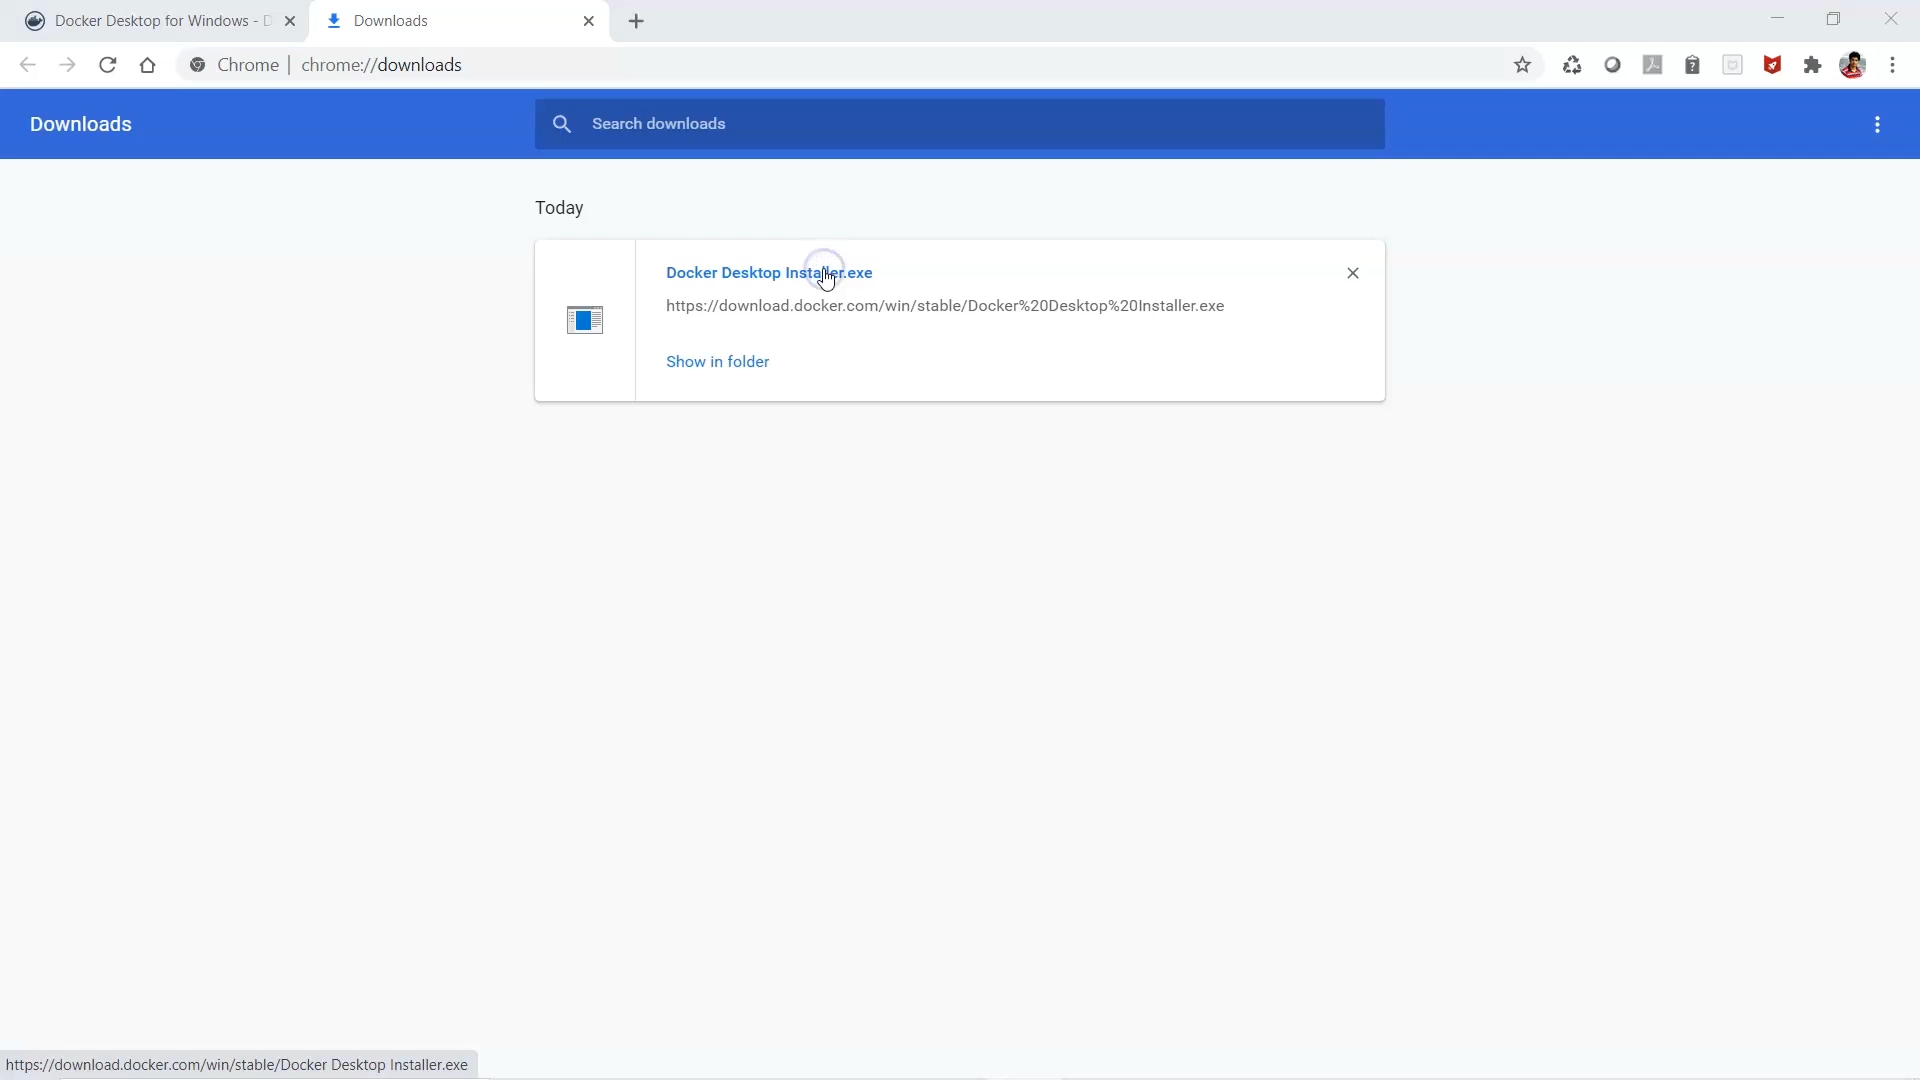 Docker Desktop for Windows - D
Downloads
Chrome | chrome://downloads
Downloads
Search downloads
Today
Docker Desktop Installer.exe
https://download.docker.com/win/stable/Docker%20Desktop%20Installer.exe
Show in folder
https://download.docker.com/win/stable/Docker Desktop Installer.exe